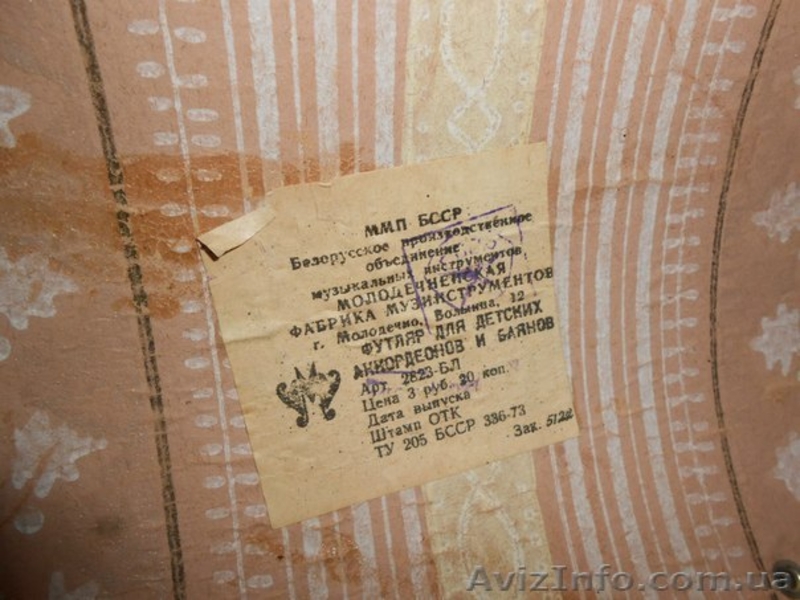 ММП БССР
Белорусское производственное
объединение
музыкальных инструментов
МОЛОДЕЧНЕНСКАЯ
ФАБРИКА МУЗИНСТРУМЕНТОВ
г. Молодечно, Волынца, 12
ФУТЛЯР ДЛЯ ДЕТСКИХ
АККОРДЕОНОВ И БАЯНОВ
Арт. 2823-БЛ
Цена 3 руб. 20 коп.
Дата выпуска
Штамп ОТК
ТУ 205 БССР 336-73
Зак. 5122
AvizInfo.com.ua